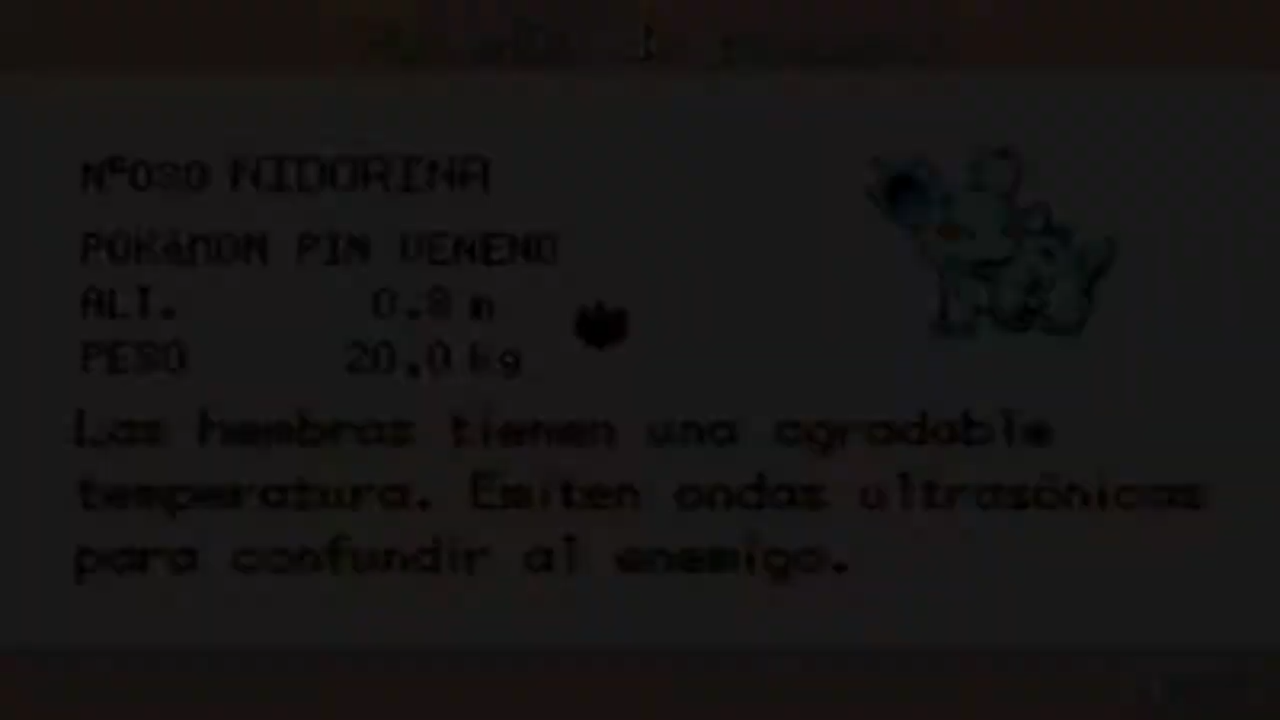 Nº030 NIDORINA
POKéMON PIN VENENO
ALT. 0.8 m
PESO 20.0 kg
Las hembras tienen una agradable
temperatura. Emiten ondas ultrasónicas
para confundir al enemigo.